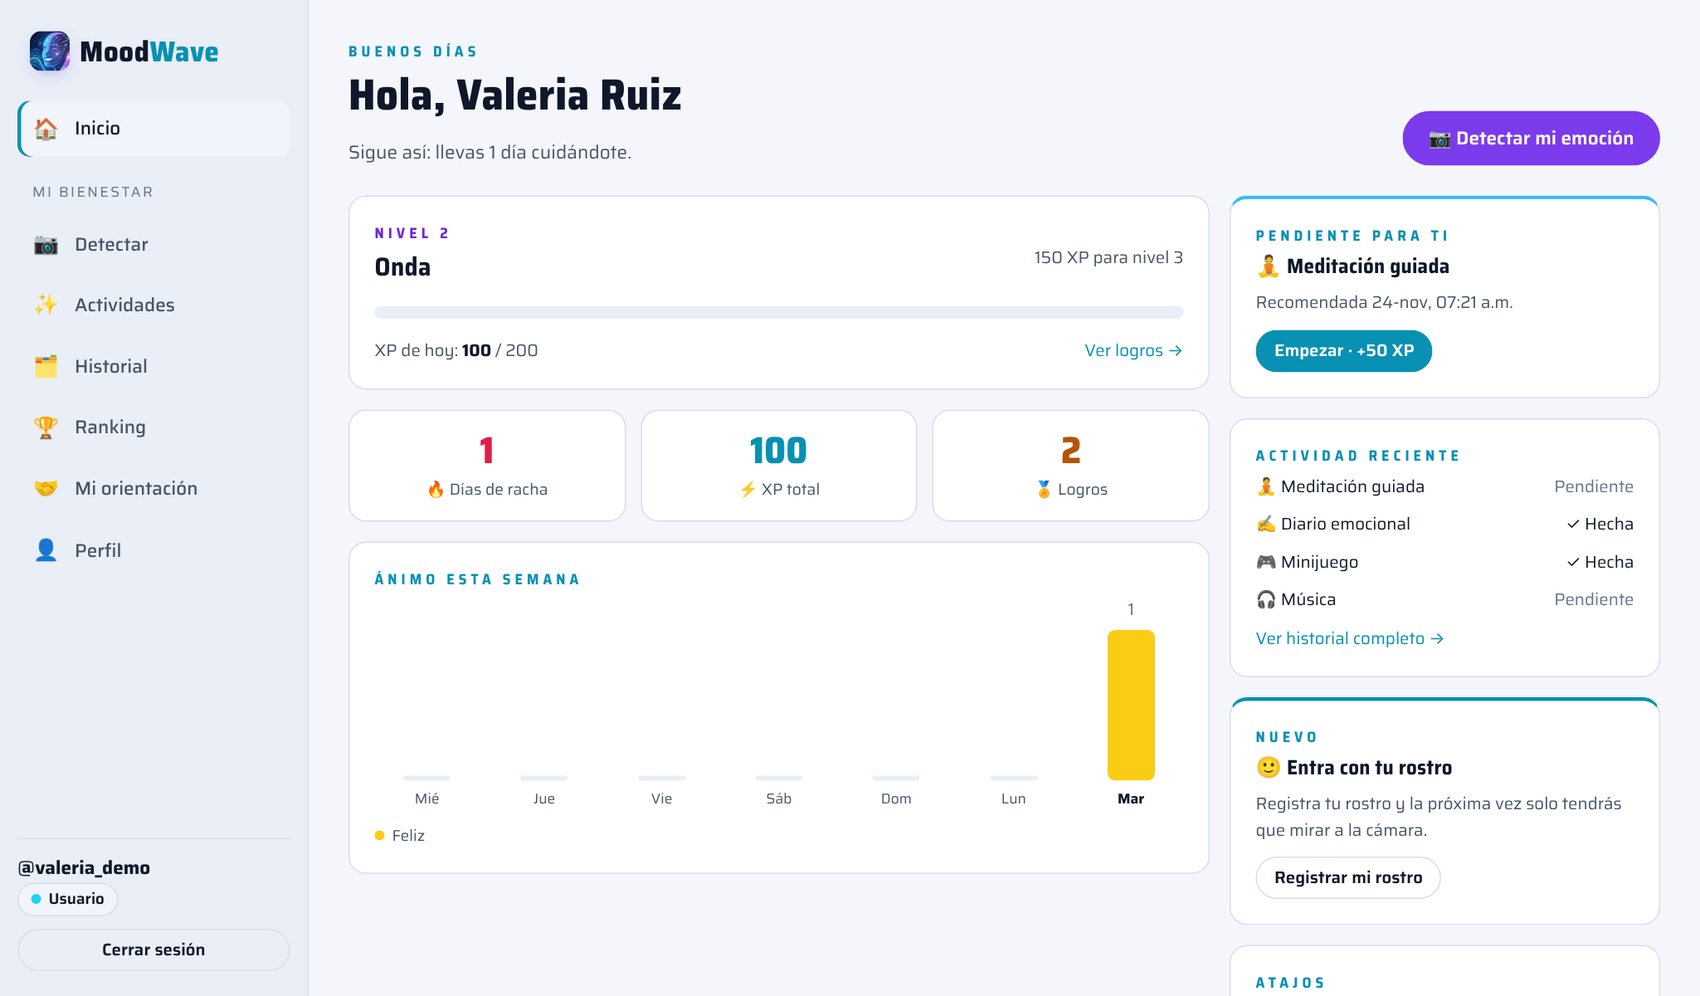 MoodWave
🏠 Inicio
MI BIENESTAR
📷 Detectar
✨ Actividades
🗂️ Historial
🏆 Ranking
🤝 Mi orientación
👤 Perfil
@valeria_demo
Usuario
Cerrar sesión
BUENOS DÍAS
Hola, Valeria Ruiz
Sigue así: llevas 1 día cuidándote.
📷 Detectar mi emoción
NIVEL 2
Onda
150 XP para nivel 3
XP de hoy: 100 / 200
Ver logros →
1
🔥 Días de racha
100
⚡ XP total
2
🏅 Logros
ÁNIMO ESTA SEMANA
1
Mié Jue Vie Sáb Dom Lun Mar
Feliz
PENDIENTE PARA TI
🧘 Meditación guiada
Recomendada 24-nov, 07:21 a.m.
Empezar · +50 XP
ACTIVIDAD RECIENTE
🧘 Meditación guiada Pendiente
✍️ Diario emocional ✓ Hecha
🎮 Minijuego ✓ Hecha
🎧 Música Pendiente
Ver historial completo →
NUEVO
🙂 Entra con tu rostro
Registra tu rostro y la próxima vez solo tendrás
que mirar a la cámara.
Registrar mi rostro
ATAJOS